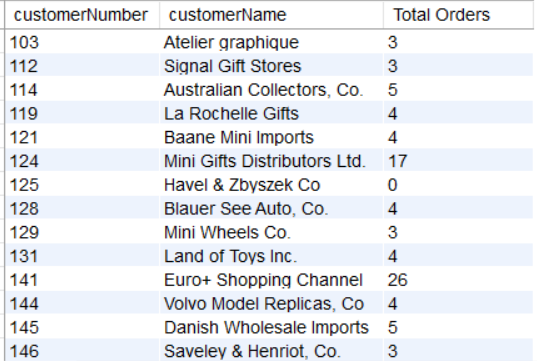 customerNumber customerName Total Orders
103 Atelier graphique 3
112 Signal Gift Stores 3
114 Australian Collectors, Co. 5
119 La Rochelle Gifts 4
121 Baane Mini Imports 4
124 Mini Gifts Distributors Ltd. 17
125 Havel & Zbyszek Co 0
128 Blauer See Auto, Co. 4
129 Mini Wheels Co. 3
131 Land of Toys Inc. 4
141 Euro+ Shopping Channel 26
144 Volvo Model Replicas, Co 4
145 Danish Wholesale Imports 5
146 Saveley & Henriot, Co. 3